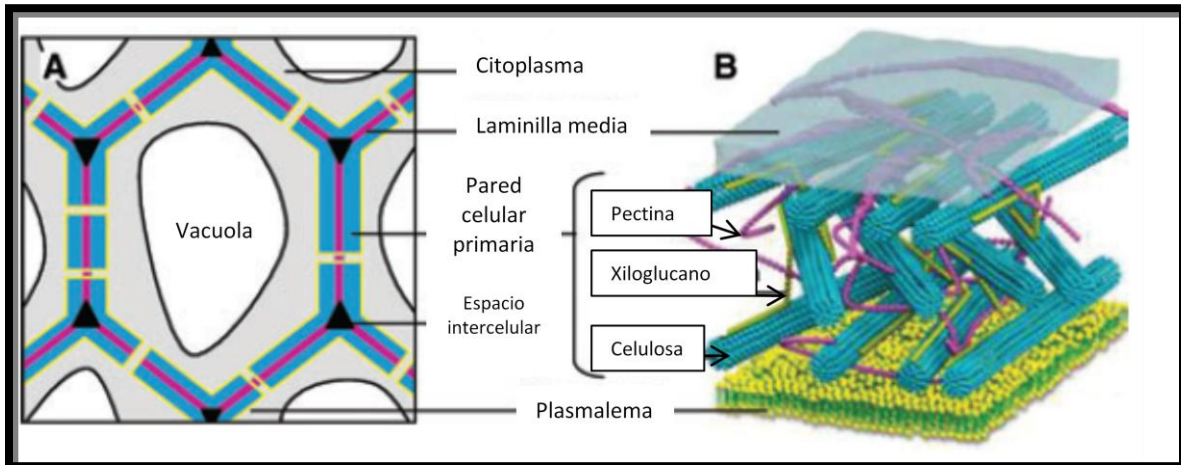 A
B
Citoplasma
Laminilla media
Pared
celular
primaria
Vacuola
Pectina
Xiloglucano
Espacio
intercelular
Celulosa
Plasmalema